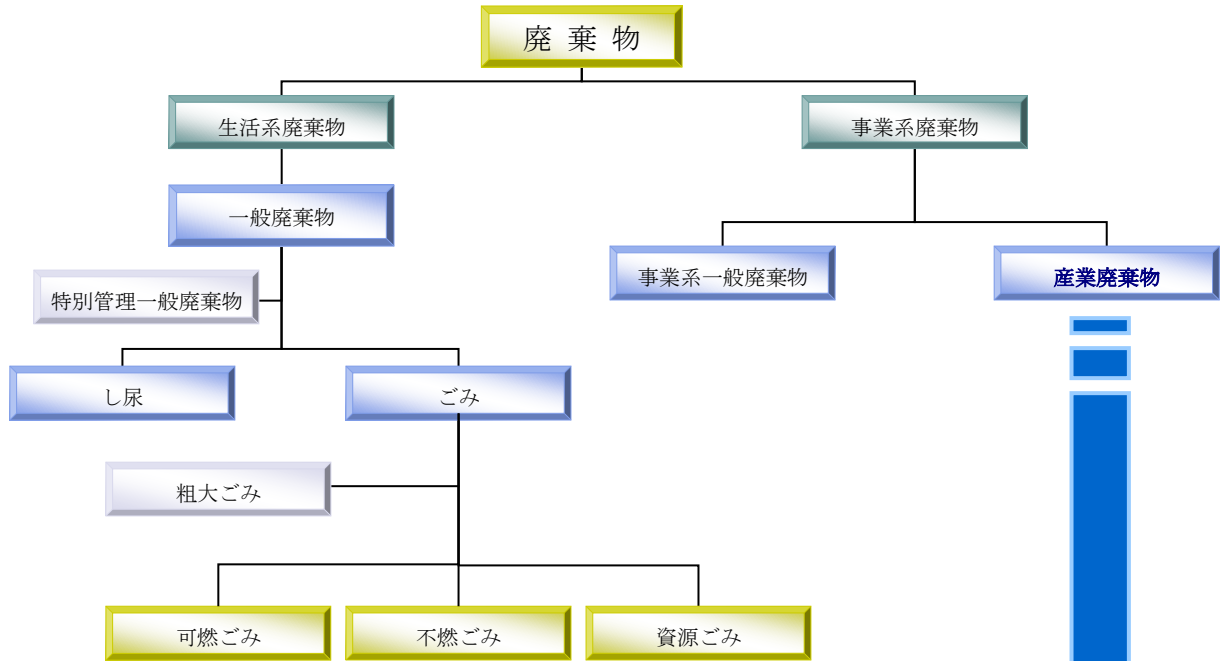 廃 棄 物
生活系廃棄物
事業系廃棄物
一般廃棄物
事業系一般廃棄物
産業廃棄物
特別管理一般廃棄物
し尿
ごみ
粗大ごみ
可燃ごみ
不燃ごみ
資源ごみ